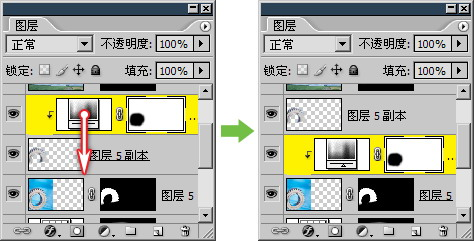 图层
正常 不透明度: 100%
锁定: 填充: 100%
..
图层 5 副本
图层 5
图层
正常 不透明度: 100%
锁定: 填充: 100%
图层 5 副本
..
图层 5